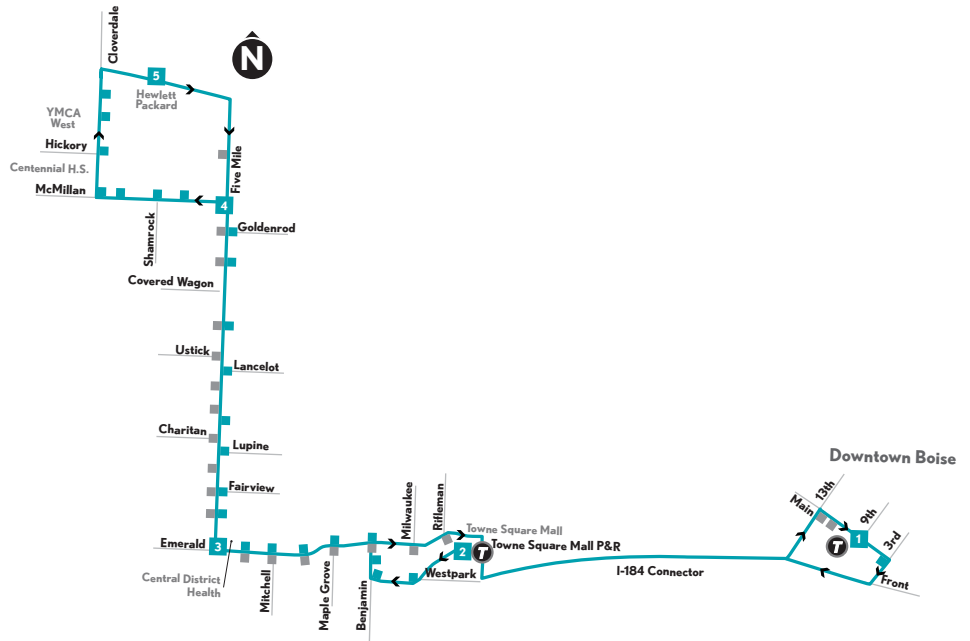 Cloverdale
N
5
Hewlett
Packard
YMCA
West
Hickory
Centennial H.S.
McMillan
Five Mile
4
Shamrock
Goldenrod
Covered Wagon
Ustick
Lancelot
Charitan
Lupine
Fairview
Emerald
3
Central District
Health
Mitchell
Maple Grove
Benjamin
Milwaukee
Rifleman
Towne Square Mall
2
T
Towne Square Mall P&R
Westpark
I-184 Connector
Downtown Boise
Main
13th
9th
1
T
3rd
Front